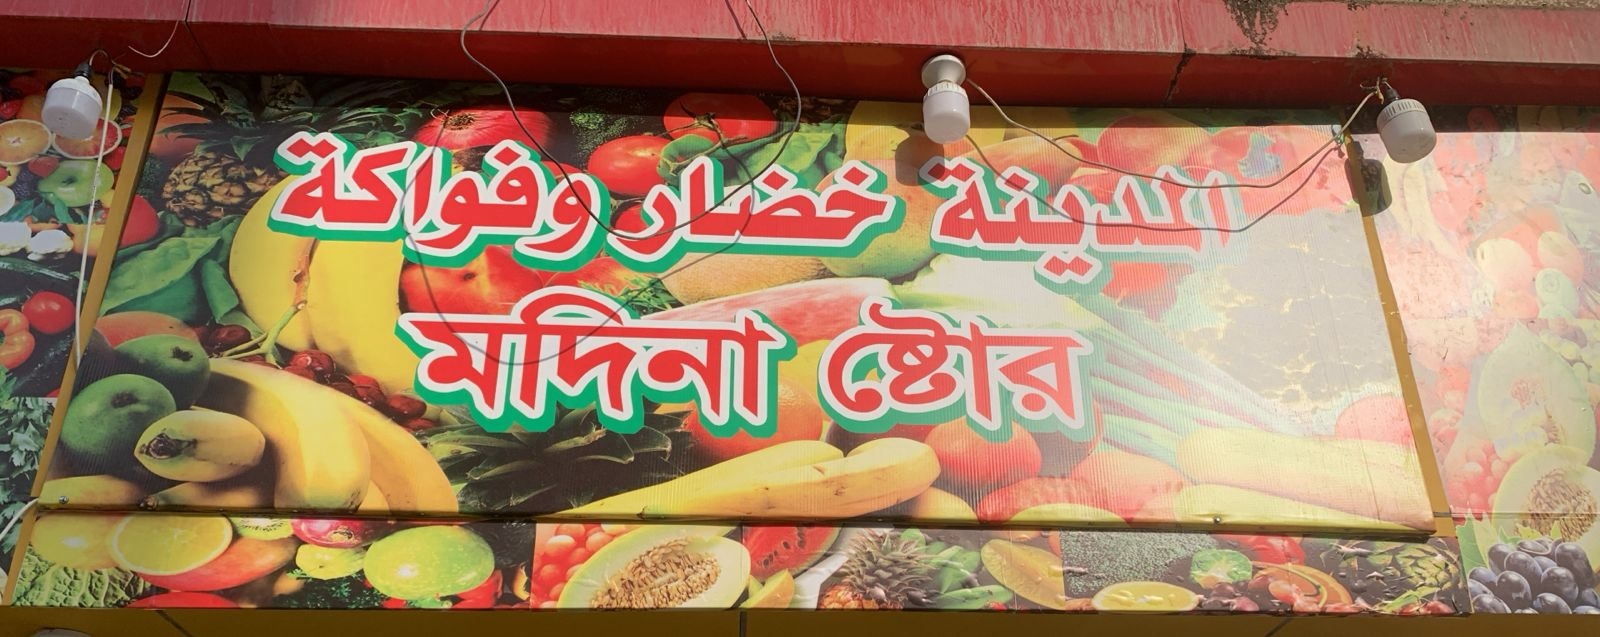 المدينة خضار وفواكة
মদিনা ষ্টোর